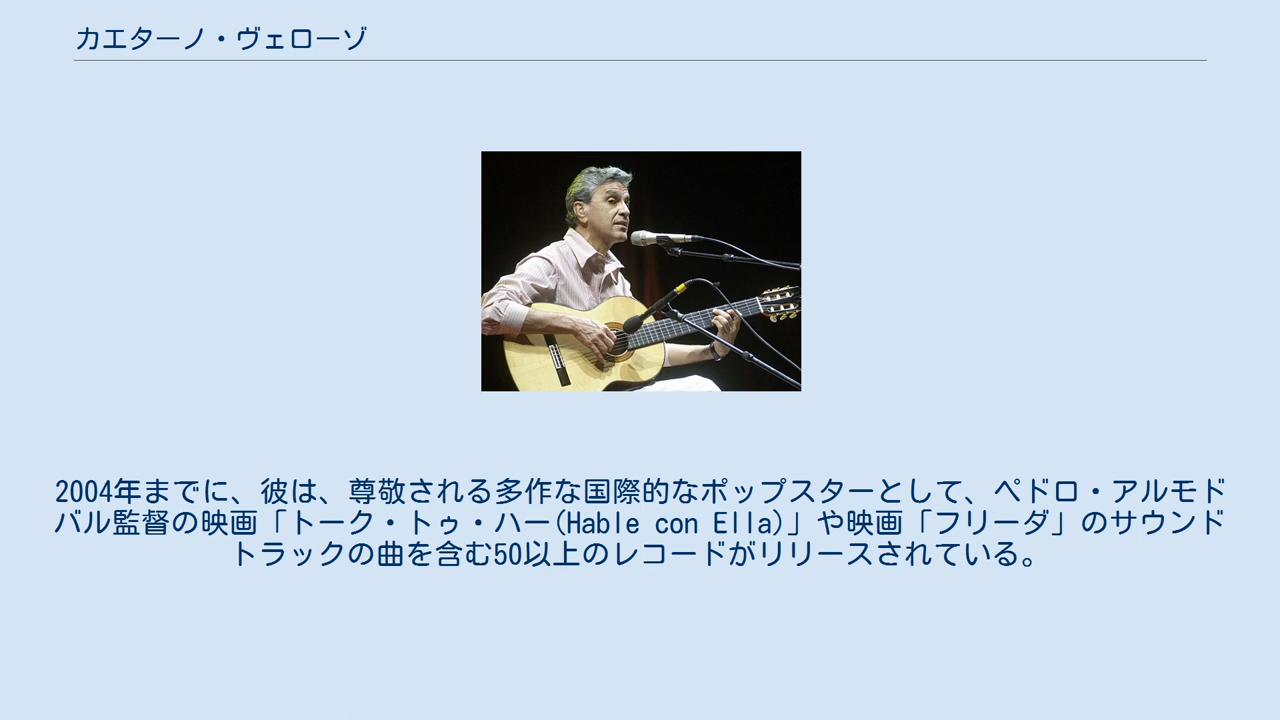 カエターノ・ヴェローゾ
2004年までに、彼は、尊敬される多作な国際的なポップスターとして、ペドロ・アルモド
バル監督の映画「トーク・トゥ・ハー(Hable con Ella)」や映画「フリーダ」のサウンド
トラックの曲を含む50以上のレコードがリリースされている。